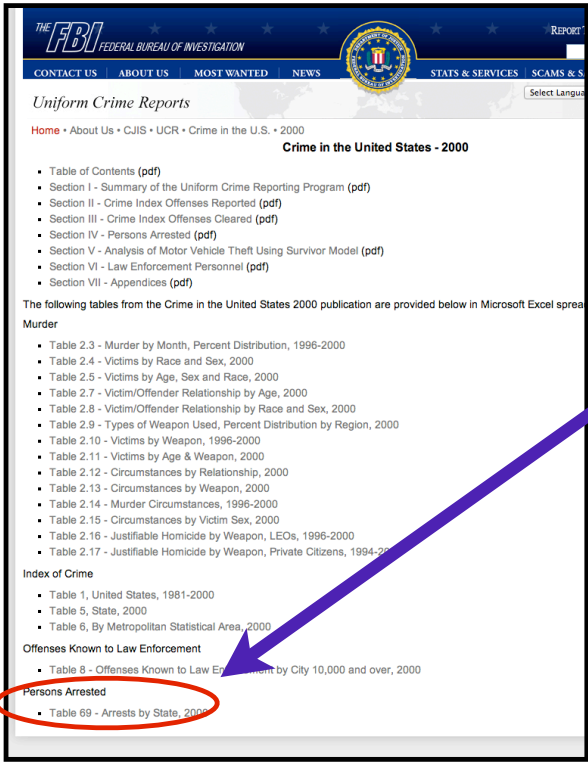 THE FBI FEDERAL BUREAU OF INVESTIGATION
REPORT
CONTACT US ABOUT US MOST WANTED NEWS STATS & SERVICES SCAMS &
Uniform Crime Reports
Select
Home • About Us • CJIS • UCR • Crime in the U.S. • 2000
Crime in the United States - 2000
Table of Contents (pdf)
Section I - Summary of the Uniform Crime Reporting Program (pdf)
Section II - Crime Index Offenses Reported (pdf)
Section III - Crime Index Offenses Cleared (pdf)
Section IV - Persons Arrested (pdf)
Section V - Analysis of Motor Vehicle Theft Using Survivor Model (pdf)
Section VI - Law Enforcement Personnel (pdf)
Section VII - Appendices (pdf)
The following tables from the Crime in the United States 2000 publication are provided below in Microsoft Excel
Murder
Table 2.3 - Murder by Month, Percent Distribution, 1996-2000
Table 2.4 - Victims by Race and Sex, 2000
Table 2.5 - Victims by Age, Sex and Race, 2000
Table 2.7 - Victim/Offender Relationship by Age, 2000
Table 2.8 - Victim/Offender Relationship by Race and Sex, 2000
Table 2.9 - Types of Weapon Used, Percent Distribution by Region, 2000
Table 2.10 - Victims by Weapon, 1996-2000
Table 2.11 - Victims by Age & Weapon, 2000
Table 2.12 - Circumstances by Relationship, 2000
Table 2.13 - Circumstances by Weapon, 2000
Table 2.14 - Murder Circumstances, 1996-2000
Table 2.15 - Circumstances by Victim Sex, 2000
Table 2.16 - Justifiable Homicide by Weapon, LEOs, 1996-2000
Table 2.17 - Justifiable Homicide by Weapon, Private Citizens,
Index of Crime
Table 1, United States, 1981-2000
Table 5, State, 2000
Table 6, By Metropolitan Statistical Area, 2000
Offenses Known to Law Enforcement
Table 8 - Offenses Known to Law by City 10,000 and over, 2000
Persons Arrested
Table 69 - Arrests by State, 2000